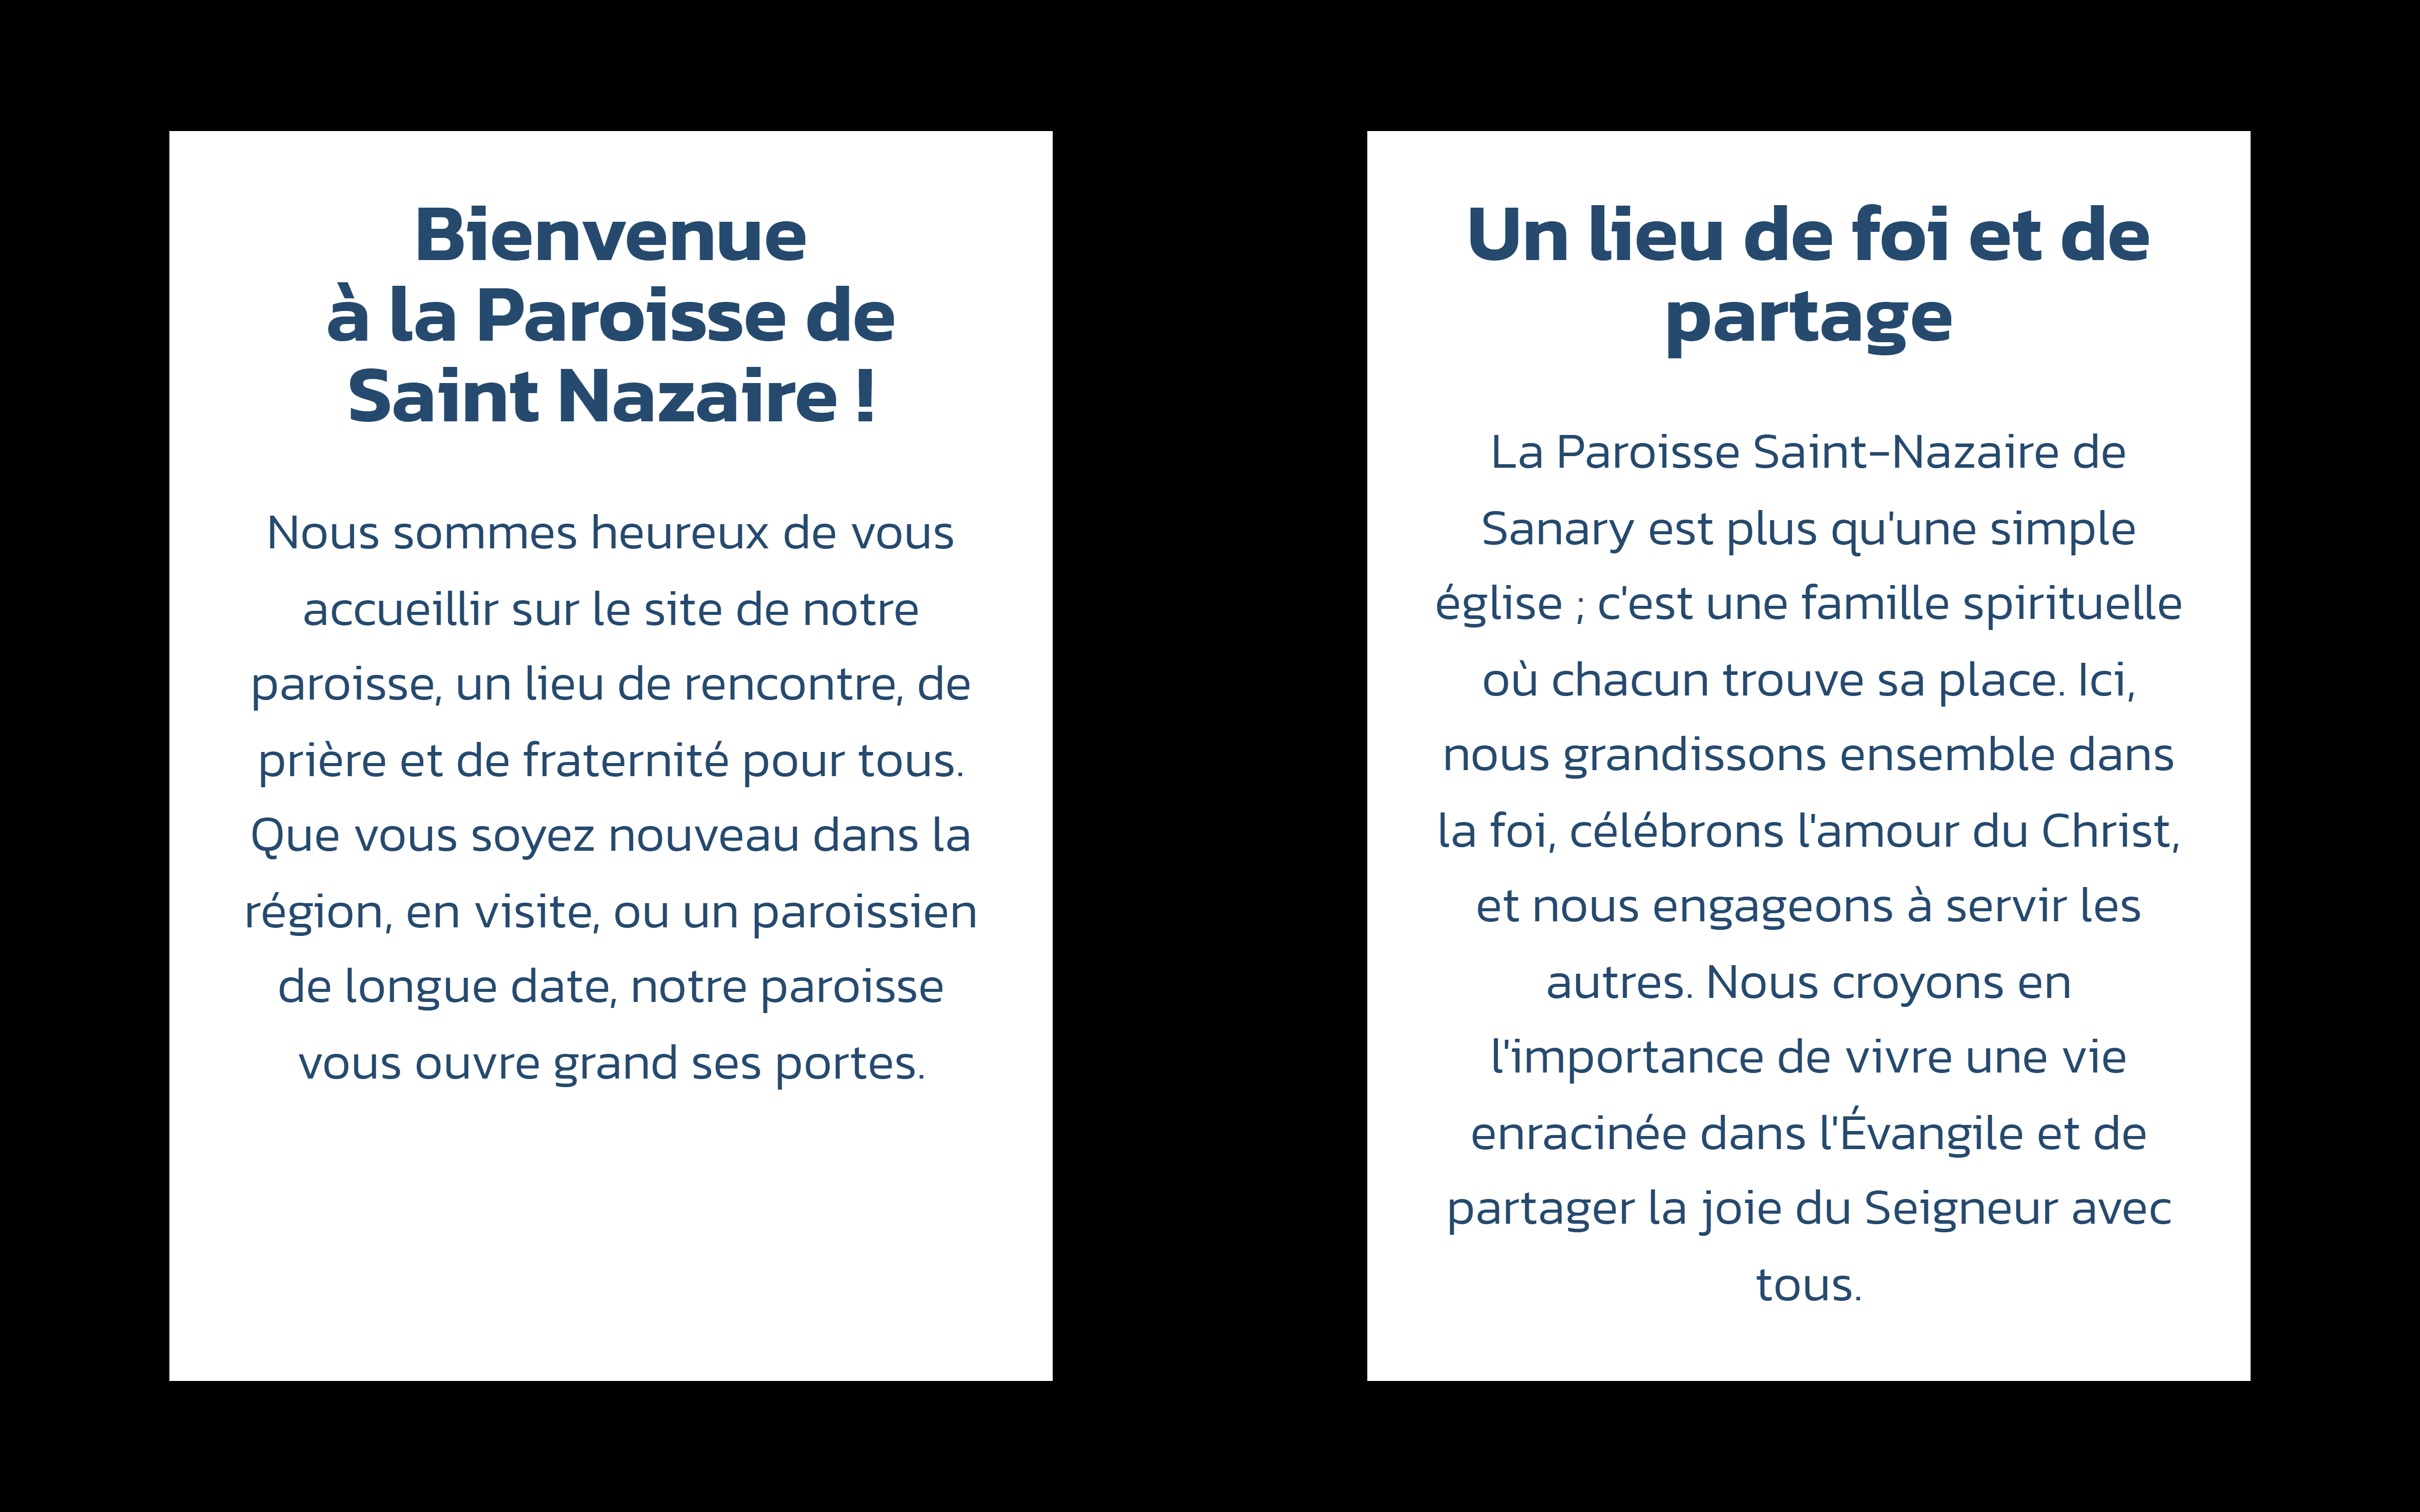 Bienvenue
à la Paroisse de
Saint Nazaire !
Nous sommes heureux de vous
accueillir sur le site de notre
paroisse, un lieu de rencontre, de
prière et de fraternité pour tous.
Que vous soyez nouveau dans la
région, en visite, ou un paroissien
de longue date, notre paroisse
vous ouvre grand ses portes.
Un lieu de foi et de
partage
La Paroisse Saint-Nazaire de
Sanary est plus qu'une simple
église ; c'est une famille spirituelle
où chacun trouve sa place. Ici,
nous grandissons ensemble dans
la foi, célébrons l'amour du Christ,
et nous engageons à servir les
autres. Nous croyons en
l'importance de vivre une vie
enracinée dans l'Évangile et de
partager la joie du Seigneur avec
tous.